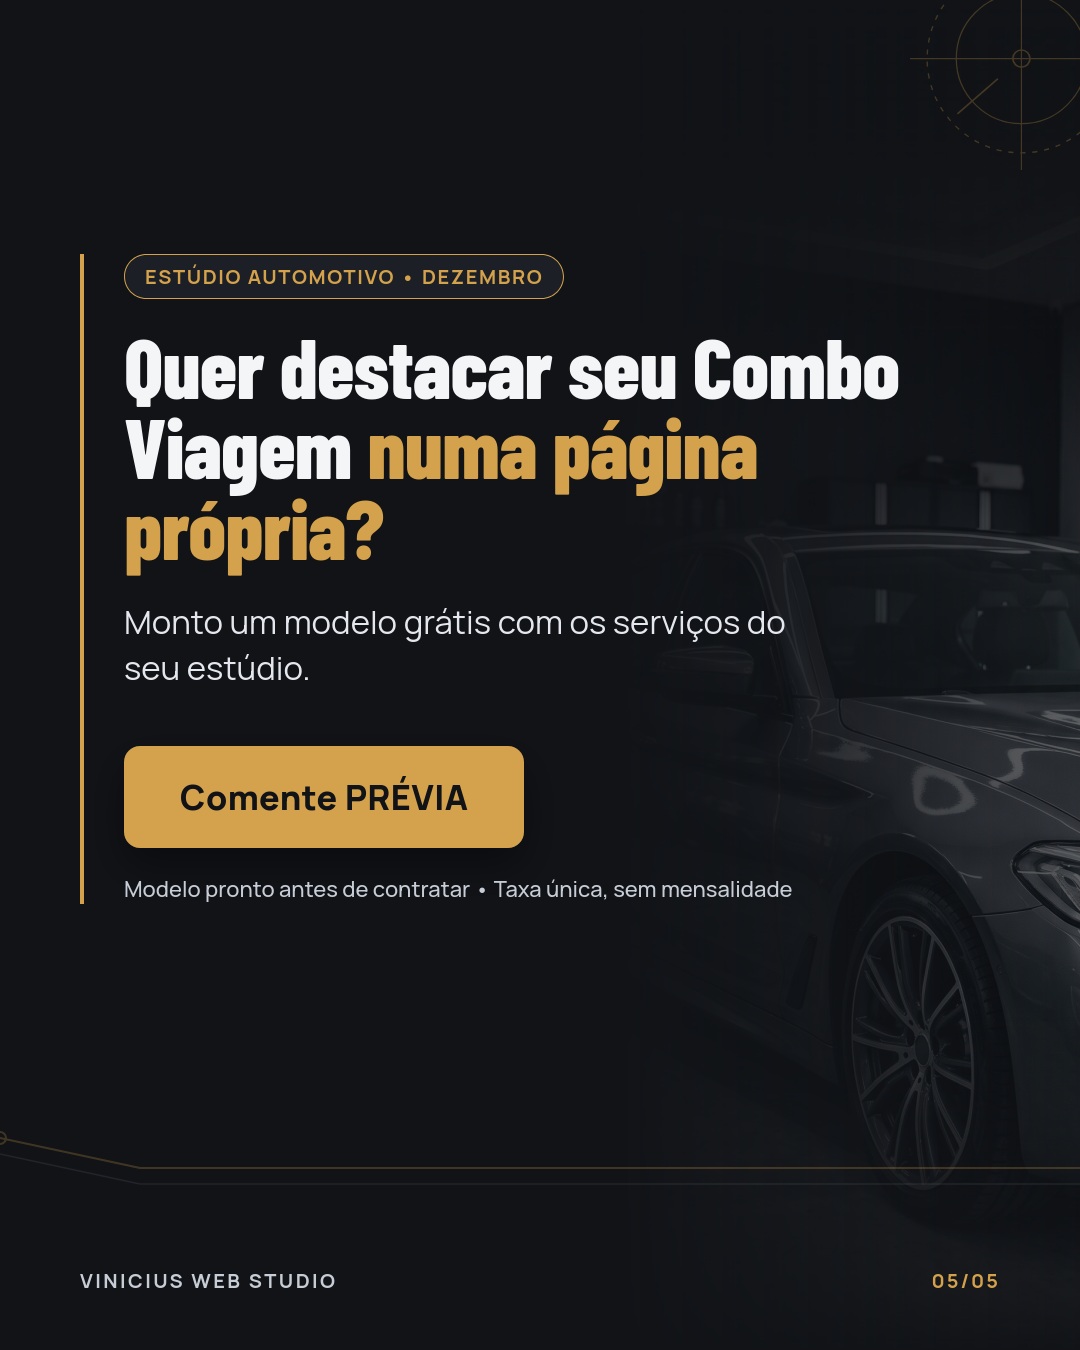 ESTÚDIO AUTOMOTIVO • DEZEMBRO
Quer destacar seu Combo
Viagem numa página
própria?
Monto um modelo grátis com os serviços do
seu estúdio.
Comente PRÉVIA
Modelo pronto antes de contratar • Taxa única, sem mensalidade
VINICIUS WEB STUDIO
05/05